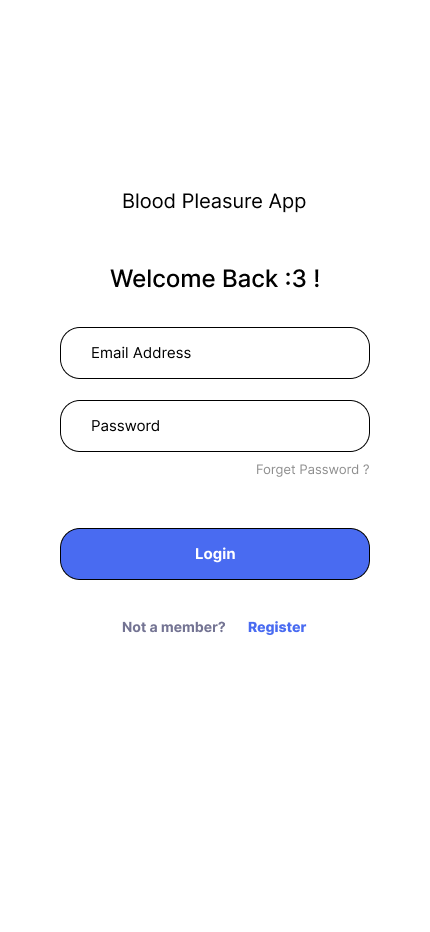 Blood Pleasure App
Welcome Back :3 !
Email Address
Password
Forget Password ?
Login
Not a member? Register